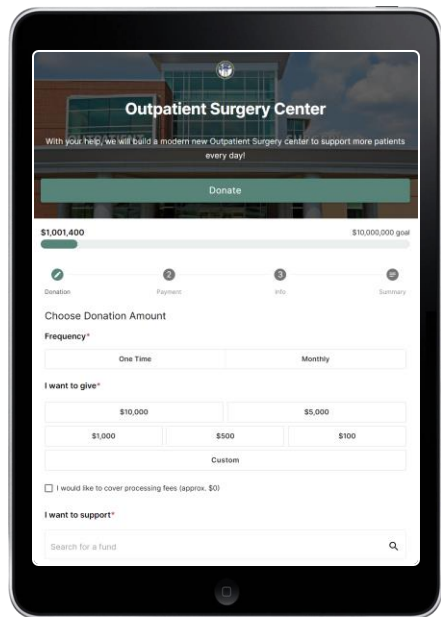 Outpatient Surgery Center
With your help, we will build a modern new Outpatient Surgery center to support more patients
every day!
Donate
$1,001,400 $10,000,000 goal
2 3
Donation Payment Info Summary
Choose Donation Amount
Frequency*
One Time Monthly
I want to give*
$10,000 $5,000
$1,000 $500 $100
Custom
I would like to cover processing fees (approx. $0)
I want to support*
Search for a fund